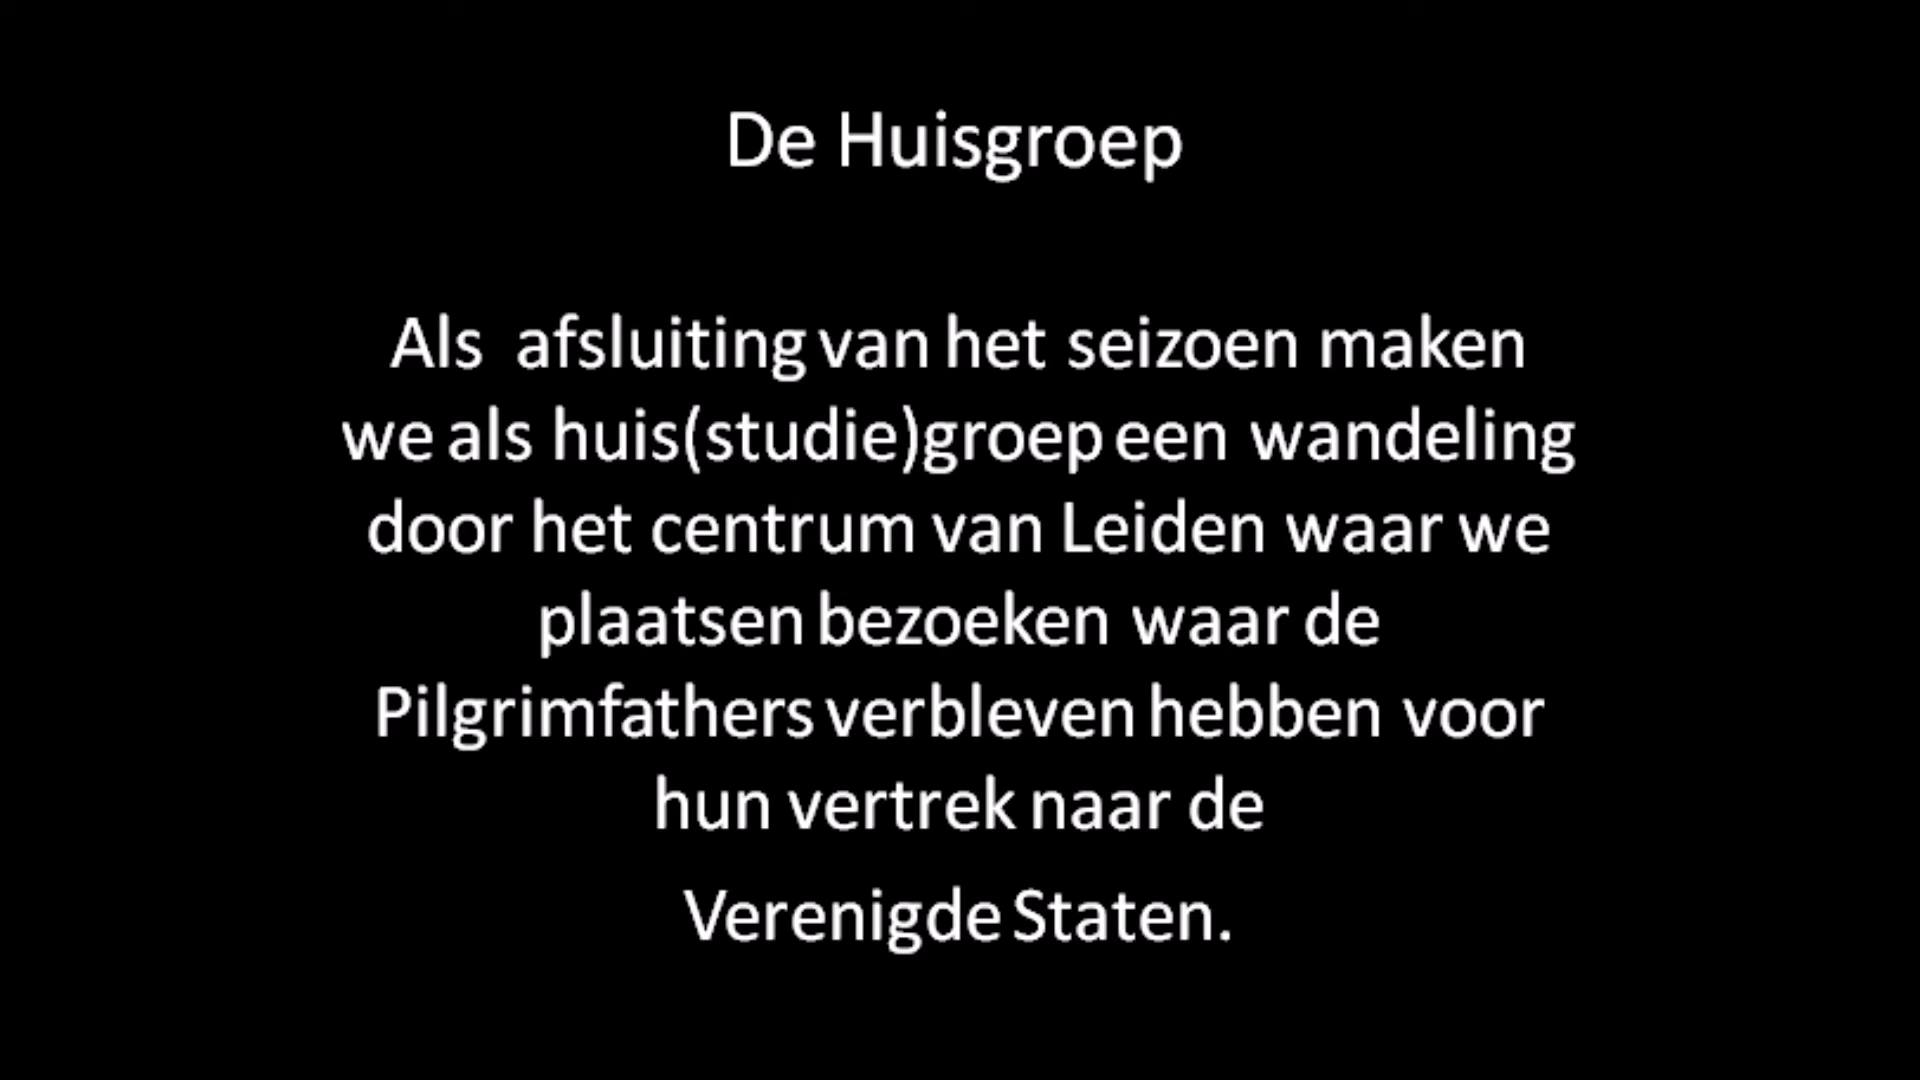 De Huisgroep
Als afsluiting van het seizoen maken
we als huis(studie)groep een wandeling
door het centrum van Leiden waar we
plaatsen bezoeken waar de
Pilgrimfathers verbleven hebben voor
hun vertrek naar de
Verenigde Staten.